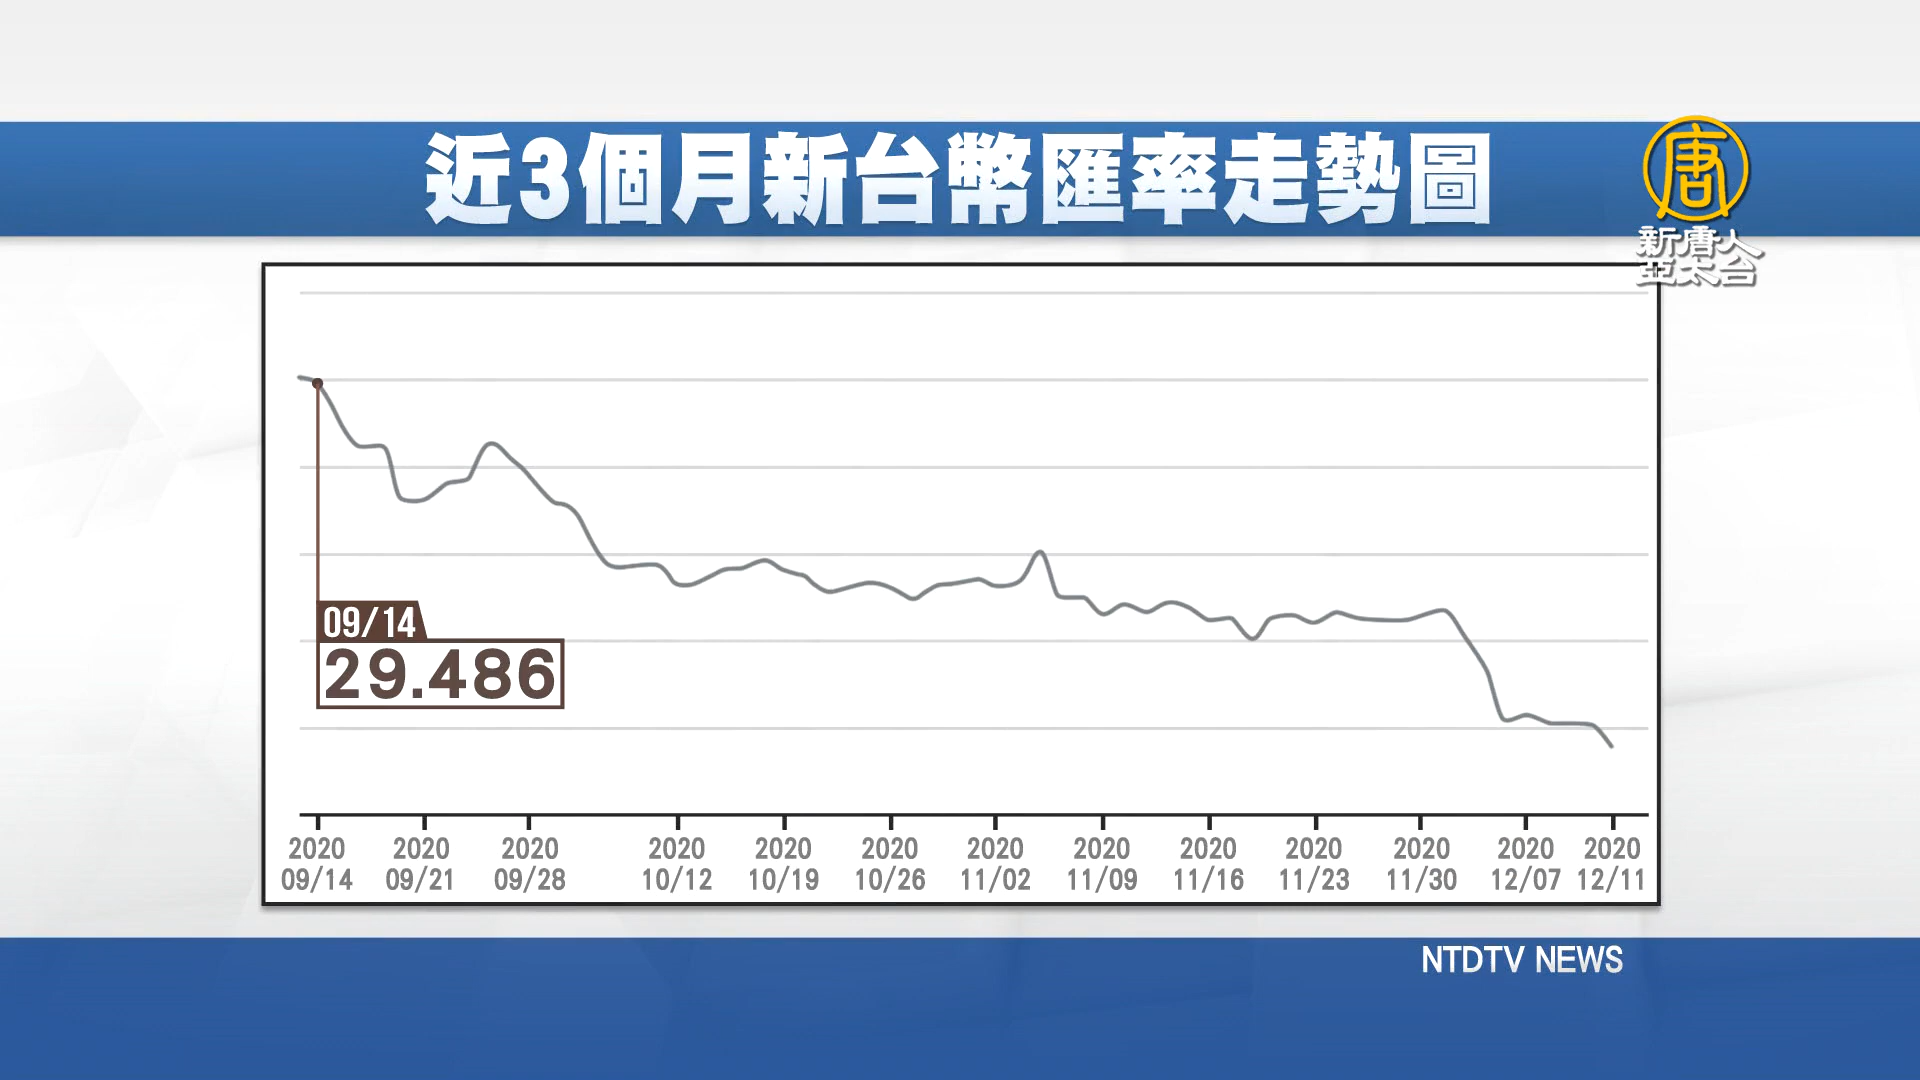 近3個月新台幣匯率走勢圖
唐
新唐人
亞太台
09/14
29.486
2020 2020 2020 2020 2020 2020 2020 2020 2020 2020 2020 2020 2020
09/14 09/21 09/28 10/12 10/19 10/26 11/02 11/09 11/16 11/23 11/30 12/07 12/11
NTDTV NEWS